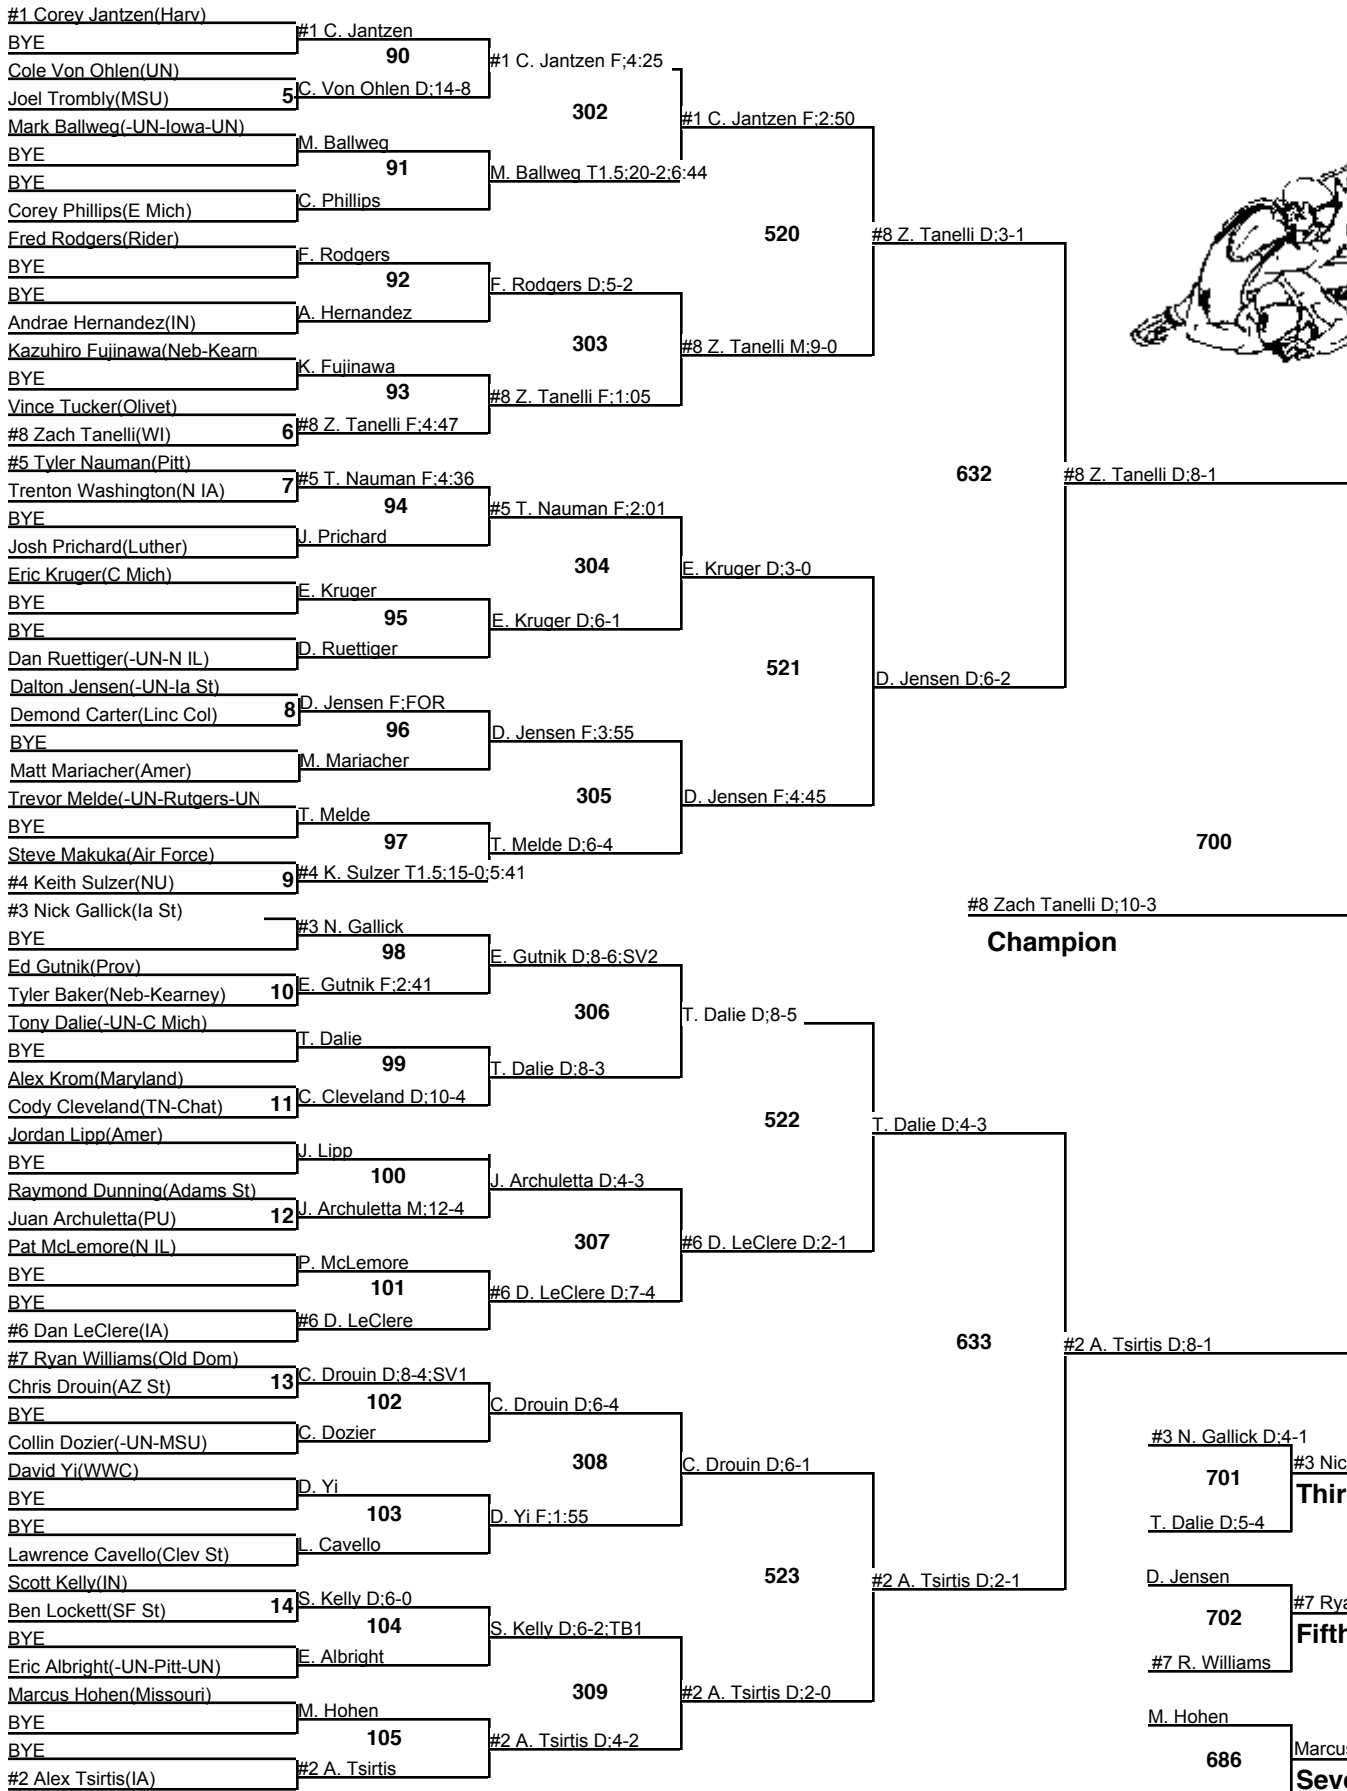 #1 Corey Jantzen(Harv)
BYE
Cole Von Ohlen(UN)
Joel Trombly(MSU)
5
Mark Ballweg(-UN-Iowa-UN)
BYE
BYE
Corey Phillips(E Mich)
Fred Rodgers(Rider)
BYE
BYE
Andrae Hernandez(IN)
Kazuhiro Fujinawa(Neb-Kearn
BYE
Vince Tucker(Olivet)
#8 Zach Tanelli(WI)
6
#5 Tyler Nauman(Pitt)
Trenton Washington(N IA)
7
BYE
Josh Prichard(Luther)
Eric Kruger(C Mich)
BYE
BYE
Dan Ruettiger(-UN-N IL)
Dalton Jensen(-UN-Ia St)
Demond Carter(Linc Col)
8
BYE
Matt Mariacher(Amer)
Trevor Melde(-UN-Rutgers-UN
BYE
Steve Makuka(Air Force)
#4 Keith Sulzer(NU)
9
#3 Nick Gallick(Ia St)
BYE
Ed Gutnik(Prov)
Tyler Baker(Neb-Kearney)
10
Tony Dalie(-UN-C Mich)
BYE
Alex Krom(Maryland)
Cody Cleveland(TN-Chat)
11
Jordan Lipp(Amer)
BYE
Raymond Dunning(Adams St)
Juan Archuletta(PU)
12
Pat McLemore(N IL)
BYE
BYE
#6 Dan LeClere(IA)
#7 Ryan Williams(Old Dom)
Chris Drouin(AZ St)
13
BYE
Collin Dozier(-UN-MSU)
David Yi(WWC)
BYE
BYE
Lawrence Cavello(Clev St)
Scott Kelly(IN)
Ben Lockett(SF St)
14
BYE
Eric Albright(-UN-Pitt-UN)
Marcus Hohen(Missouri)
BYE
BYE
#2 Alex Tsirtis(IA)
#1 C. Jantzen
90
C. Von Ohlen D;14-8
M. Ballweg
91
C. Phillips
F. Rodgers
92
A. Hernandez
K. Fujinawa
93
#8 Z. Tanelli F;4:47
#5 T. Nauman F;4:36
94
J. Prichard
E. Kruger
95
D. Ruettiger
D. Jensen F;FOR
96
M. Mariacher
T. Melde
97
#4 K. Sulzer T1.5;15-0;5:41
#3 N. Gallick
98
E. Gutnik F;2:41
T. Dalie
99
C. Cleveland D;10-4
J. Lipp
100
J. Archuletta M;12-4
P. McLemore
101
#6 D. LeClere
C. Drouin D;8-4;SV1
102
C. Dozier
D. Yi
103
L. Cavello
S. Kelly D;6-0
104
E. Albright
M. Hohen
105
#2 A. Tsirtis
#1 C. Jantzen F;4:25
302
M. Ballweg T1.5;20-2;6:44
F. Rodgers D;5-2
303
#8 Z. Tanelli F;1:05
#5 T. Nauman F;2:01
304
E. Kruger D;6-1
D. Jensen F;3:55
305
T. Melde D;6-4
E. Gutnik D;8-6;SV2
306
T. Dalie D;8-3
J. Archuletta D;4-3
307
#6 D. LeClere D;7-4
C. Drouin D;6-4
308
D. Yi F;1:55
S. Kelly D;6-2;TB1
309
#2 A. Tsirtis D;4-2
#1 C. Jantzen F;2:50
520
#8 Z. Tanelli M;9-0
E. Kruger D;3-0
521
D. Jensen F;4:45
T. Dalie D;8-5
522
#6 D. LeClere D;2-1
C. Drouin D;6-1
523
#2 A. Tsirtis D;2-0
#8 Z. Tanelli D;3-1
632
D. Jensen D;6-2
T. Dalie D;4-3
633
#2 A. Tsirtis D;2-1
#8 Z. Tanelli D;8-1
700
#2 A. Tsirtis D;8-1
#8 Zach Tanelli D;10-3
Champion
#3 N. Gallick D;4-1
701
T. Dalie D;5-4
#3 Nic
Thir
D. Jensen
702
#7 R. Williams
#7 Rya
Fifth
M. Hohen
686
Marcus
Seve